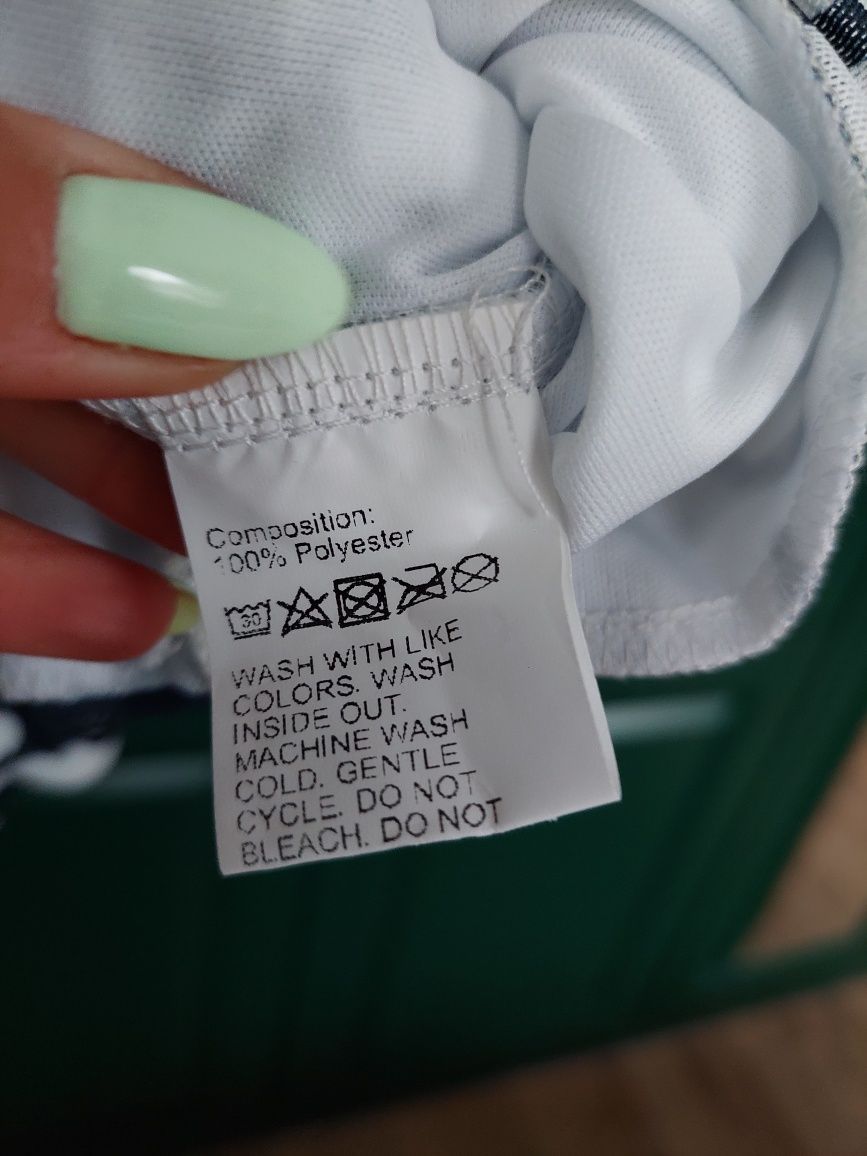 Composition:
100% Polyester
30
WASH WITH LIKE
COLORS. WASH
INSIDE OUT.
MACHINE WASH
COLD. GENTLE
CYCLE. DO NOT
BLEACH. DO NOT